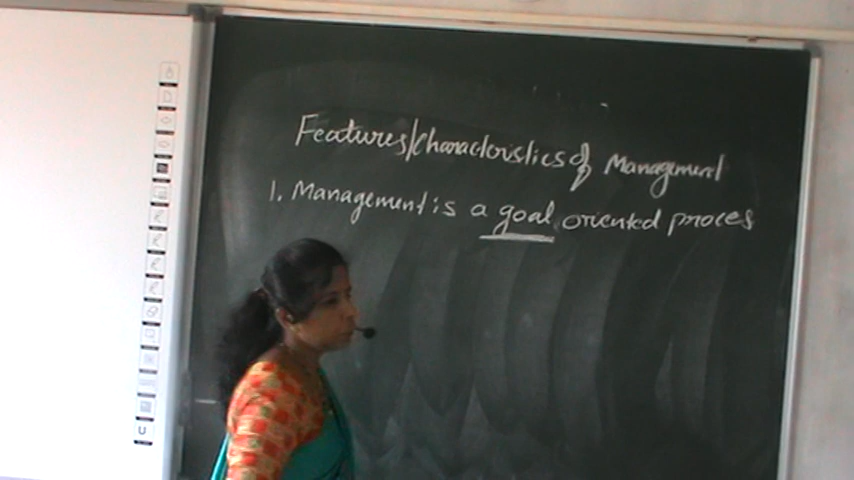 Features/Characteristics of Management
1. Management is a goal oriented proces